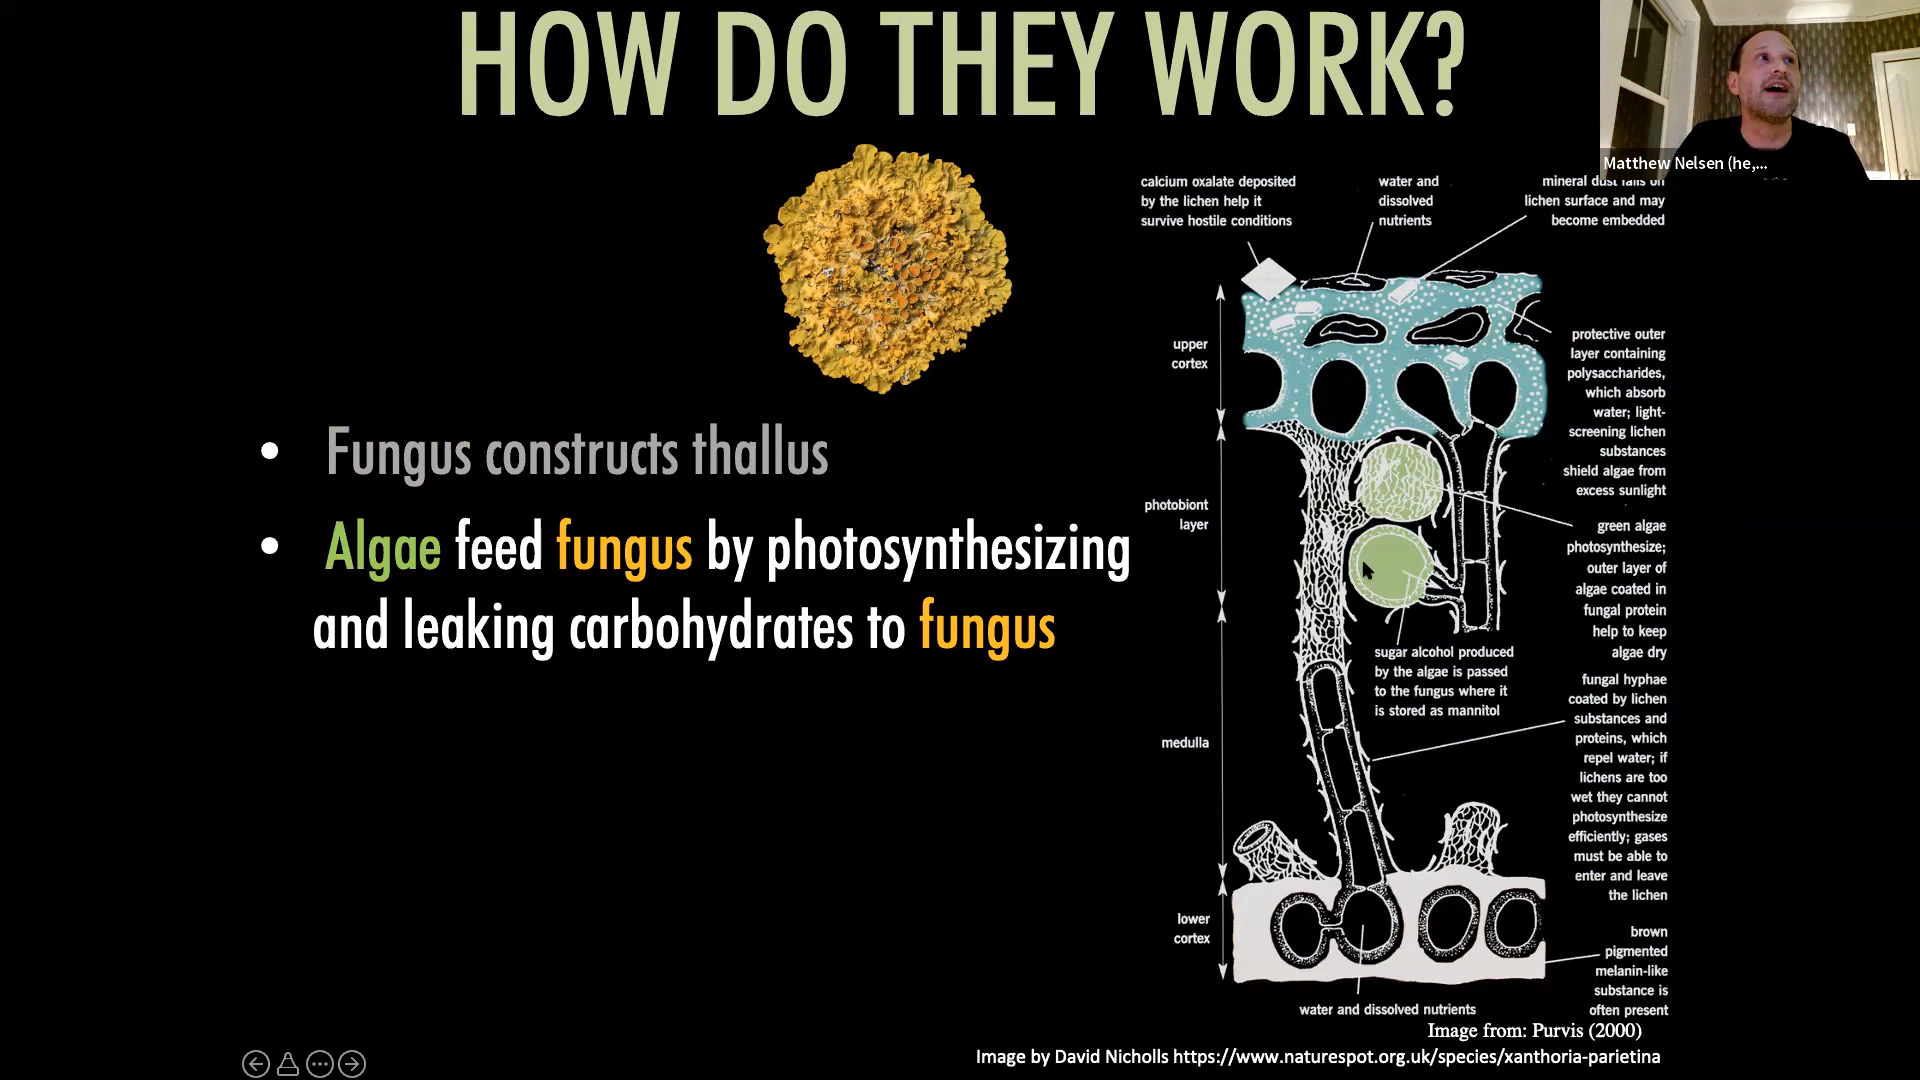 HOW DO THEY WORK?
Matthew Nelsen (he,...
calcium oxalate deposited
by the lichen help it
survive hostile conditions
water and
dissolved
nutrients
mineral dust falls on
lichen surface and may
become embedded
upper
cortex
protective outer
layer containing
polysaccharides,
which absorb
water; light-
screening lichen
substances
shield algae from
excess sunlight
• Fungus constructs thallus
• Algae feed fungus by photosynthesizing
and leaking carbohydrates to fungus
photobiont
layer
green algae
photosynthesize;
outer layer of
algae coated in
fungal protein
help to keep
algae dry
sugar alcohol produced
by the algae is passed
to the fungus where it
is stored as mannitol
medulla
fungal hyphae
coated by lichen
substances and
proteins, which
repel water; if
lichens are too
wet they cannot
photosynthesize
efficiently; gases
must be able to
enter and leave
the lichen
lower
cortex
brown
pigmented
melanin-like
substance is
often present
water and dissolved nutrients
Image from: Purvis (2000)
Image by David Nicholls https://www.naturespot.org.uk/species/xanthoria-parietina